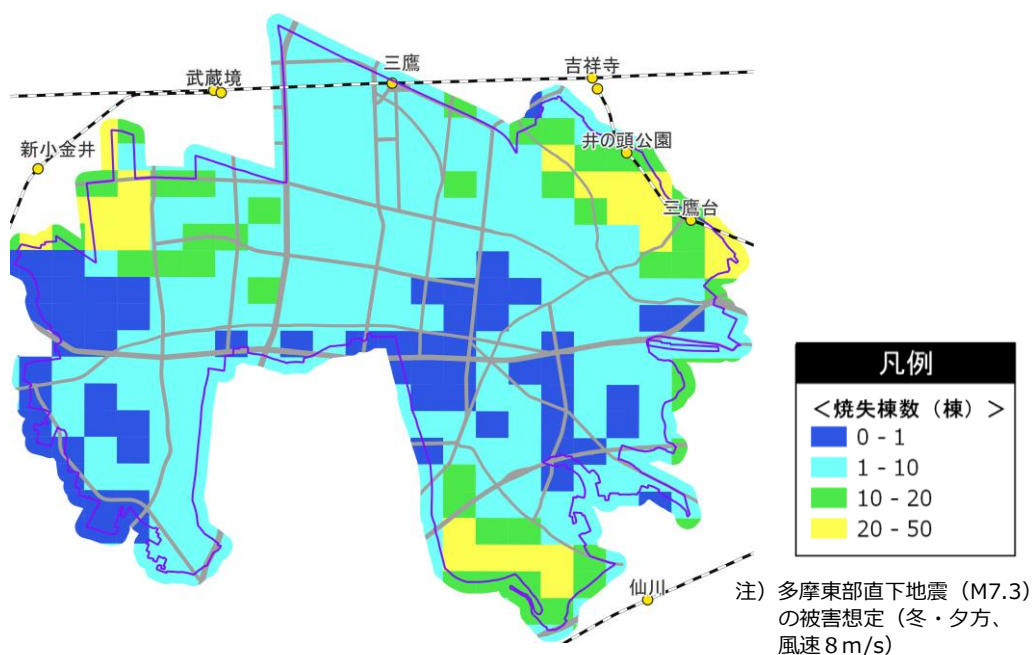 三鷹
吉祥寺
武蔵境
井の頭公園
新小金井
三鷹台
凡例
＜焼失棟数（棟）＞
0 - 1
1 - 10
10 - 20
20 - 50
仙川
注）多摩東部直下地震（M7.3）
の被害想定（冬・夕方、
風速８m/s）